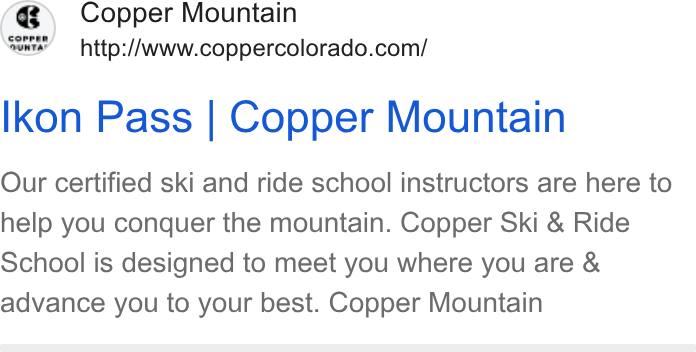 Copper Mountain
COPPER
http://www.coppercolorado.com/
Ikon Pass | Copper Mountain
Our certified ski and ride school instructors are here to
help you conquer the mountain. Copper Ski & Ride
School is designed to meet you where you are &
advance you to your best. Copper Mountain